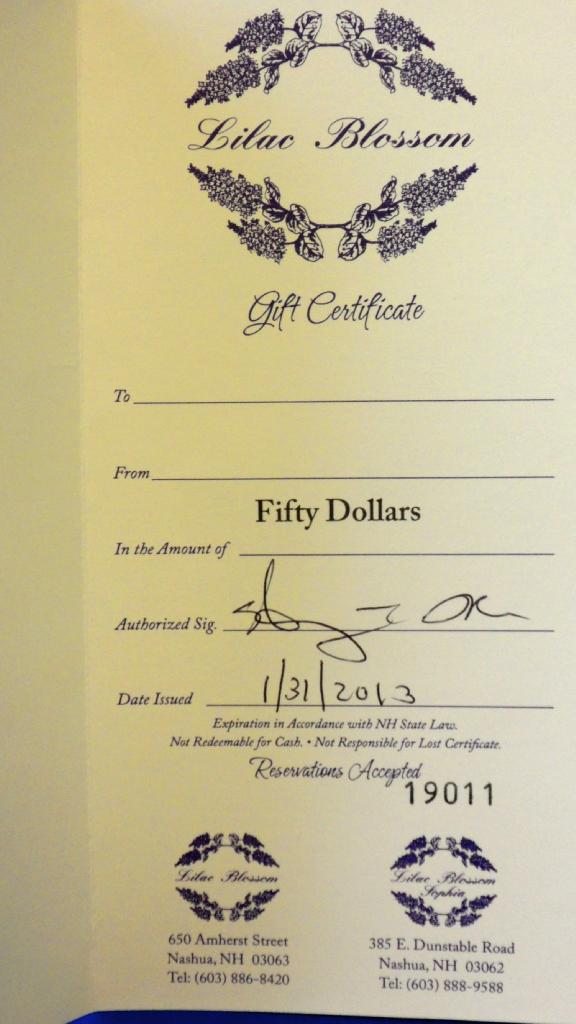 Lilac Blossom
Gift Certificate
To
From
Fifty Dollars
In the Amount of
Authorized Sig.
Date Issued 1/31/2013
Expiration in Accordance with NH State Law.
Not Redeemable for Cash. • Not Responsible for Lost Certificate.
Reservations Accepted
19011
Lilac Blossom
650 Amherst Street
Nashua, NH 03063
Tel: (603) 886-8420
Lilac Blossom
Sophia
385 E. Dunstable Road
Nashua, NH 03062
Tel: (603) 888-9588